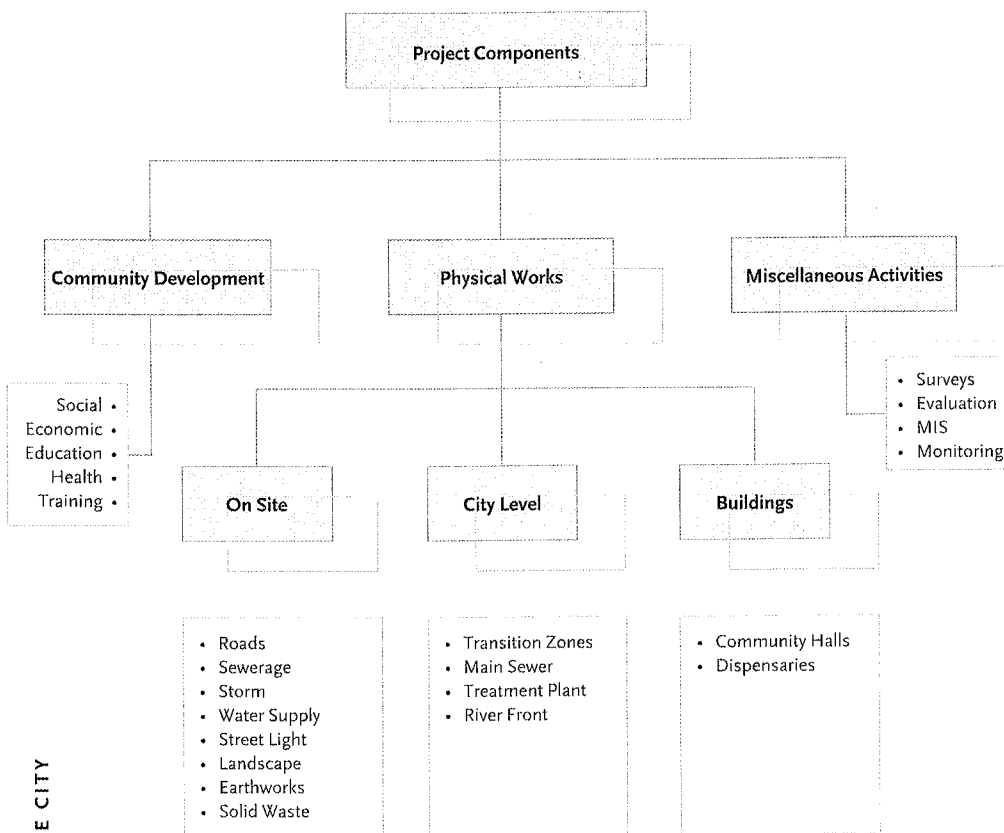 Project Components
Community Development
Physical Works
Miscellaneous Activities
Social •
Economic •
Education •
Health •
Training •
• Surveys
• Evaluation
• MIS
• Monitoring
On Site
City Level
Buildings
• Roads
• Sewerage
• Storm
• Water Supply
• Street Light
• Landscape
• Earthworks
• Solid Waste
• Transition Zones
• Main Sewer
• Treatment Plant
• River Front
• Community Halls
• Dispensaries
E CITY